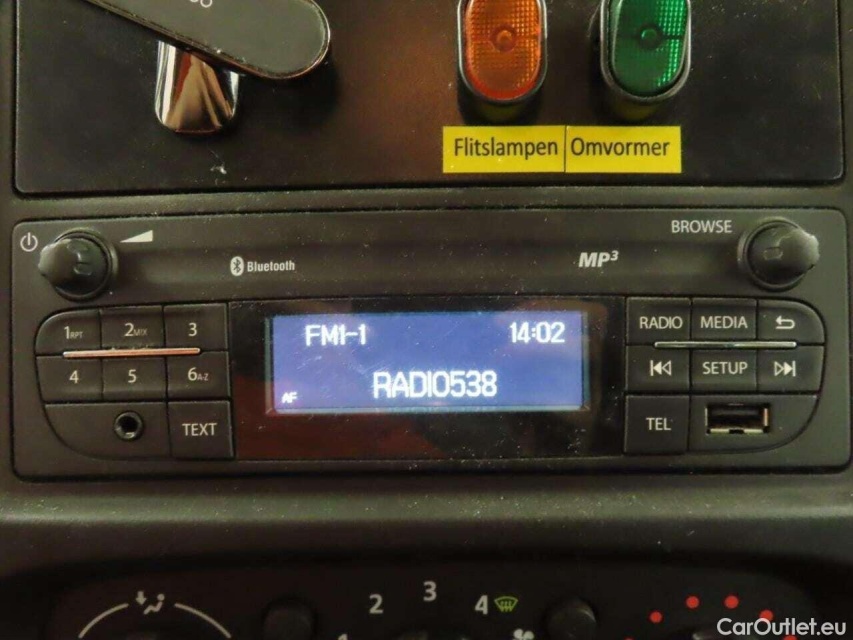 Flitslampen Omvormer
BROWSE
Bluetooth
MP3
1RPT 2MIX 3
4 5 6A-Z
TEXT
FM1-1 14:02
RADIO538
AF
RADIO MEDIA
SETUP
TEL
2 3 4
CarOutlet.eu